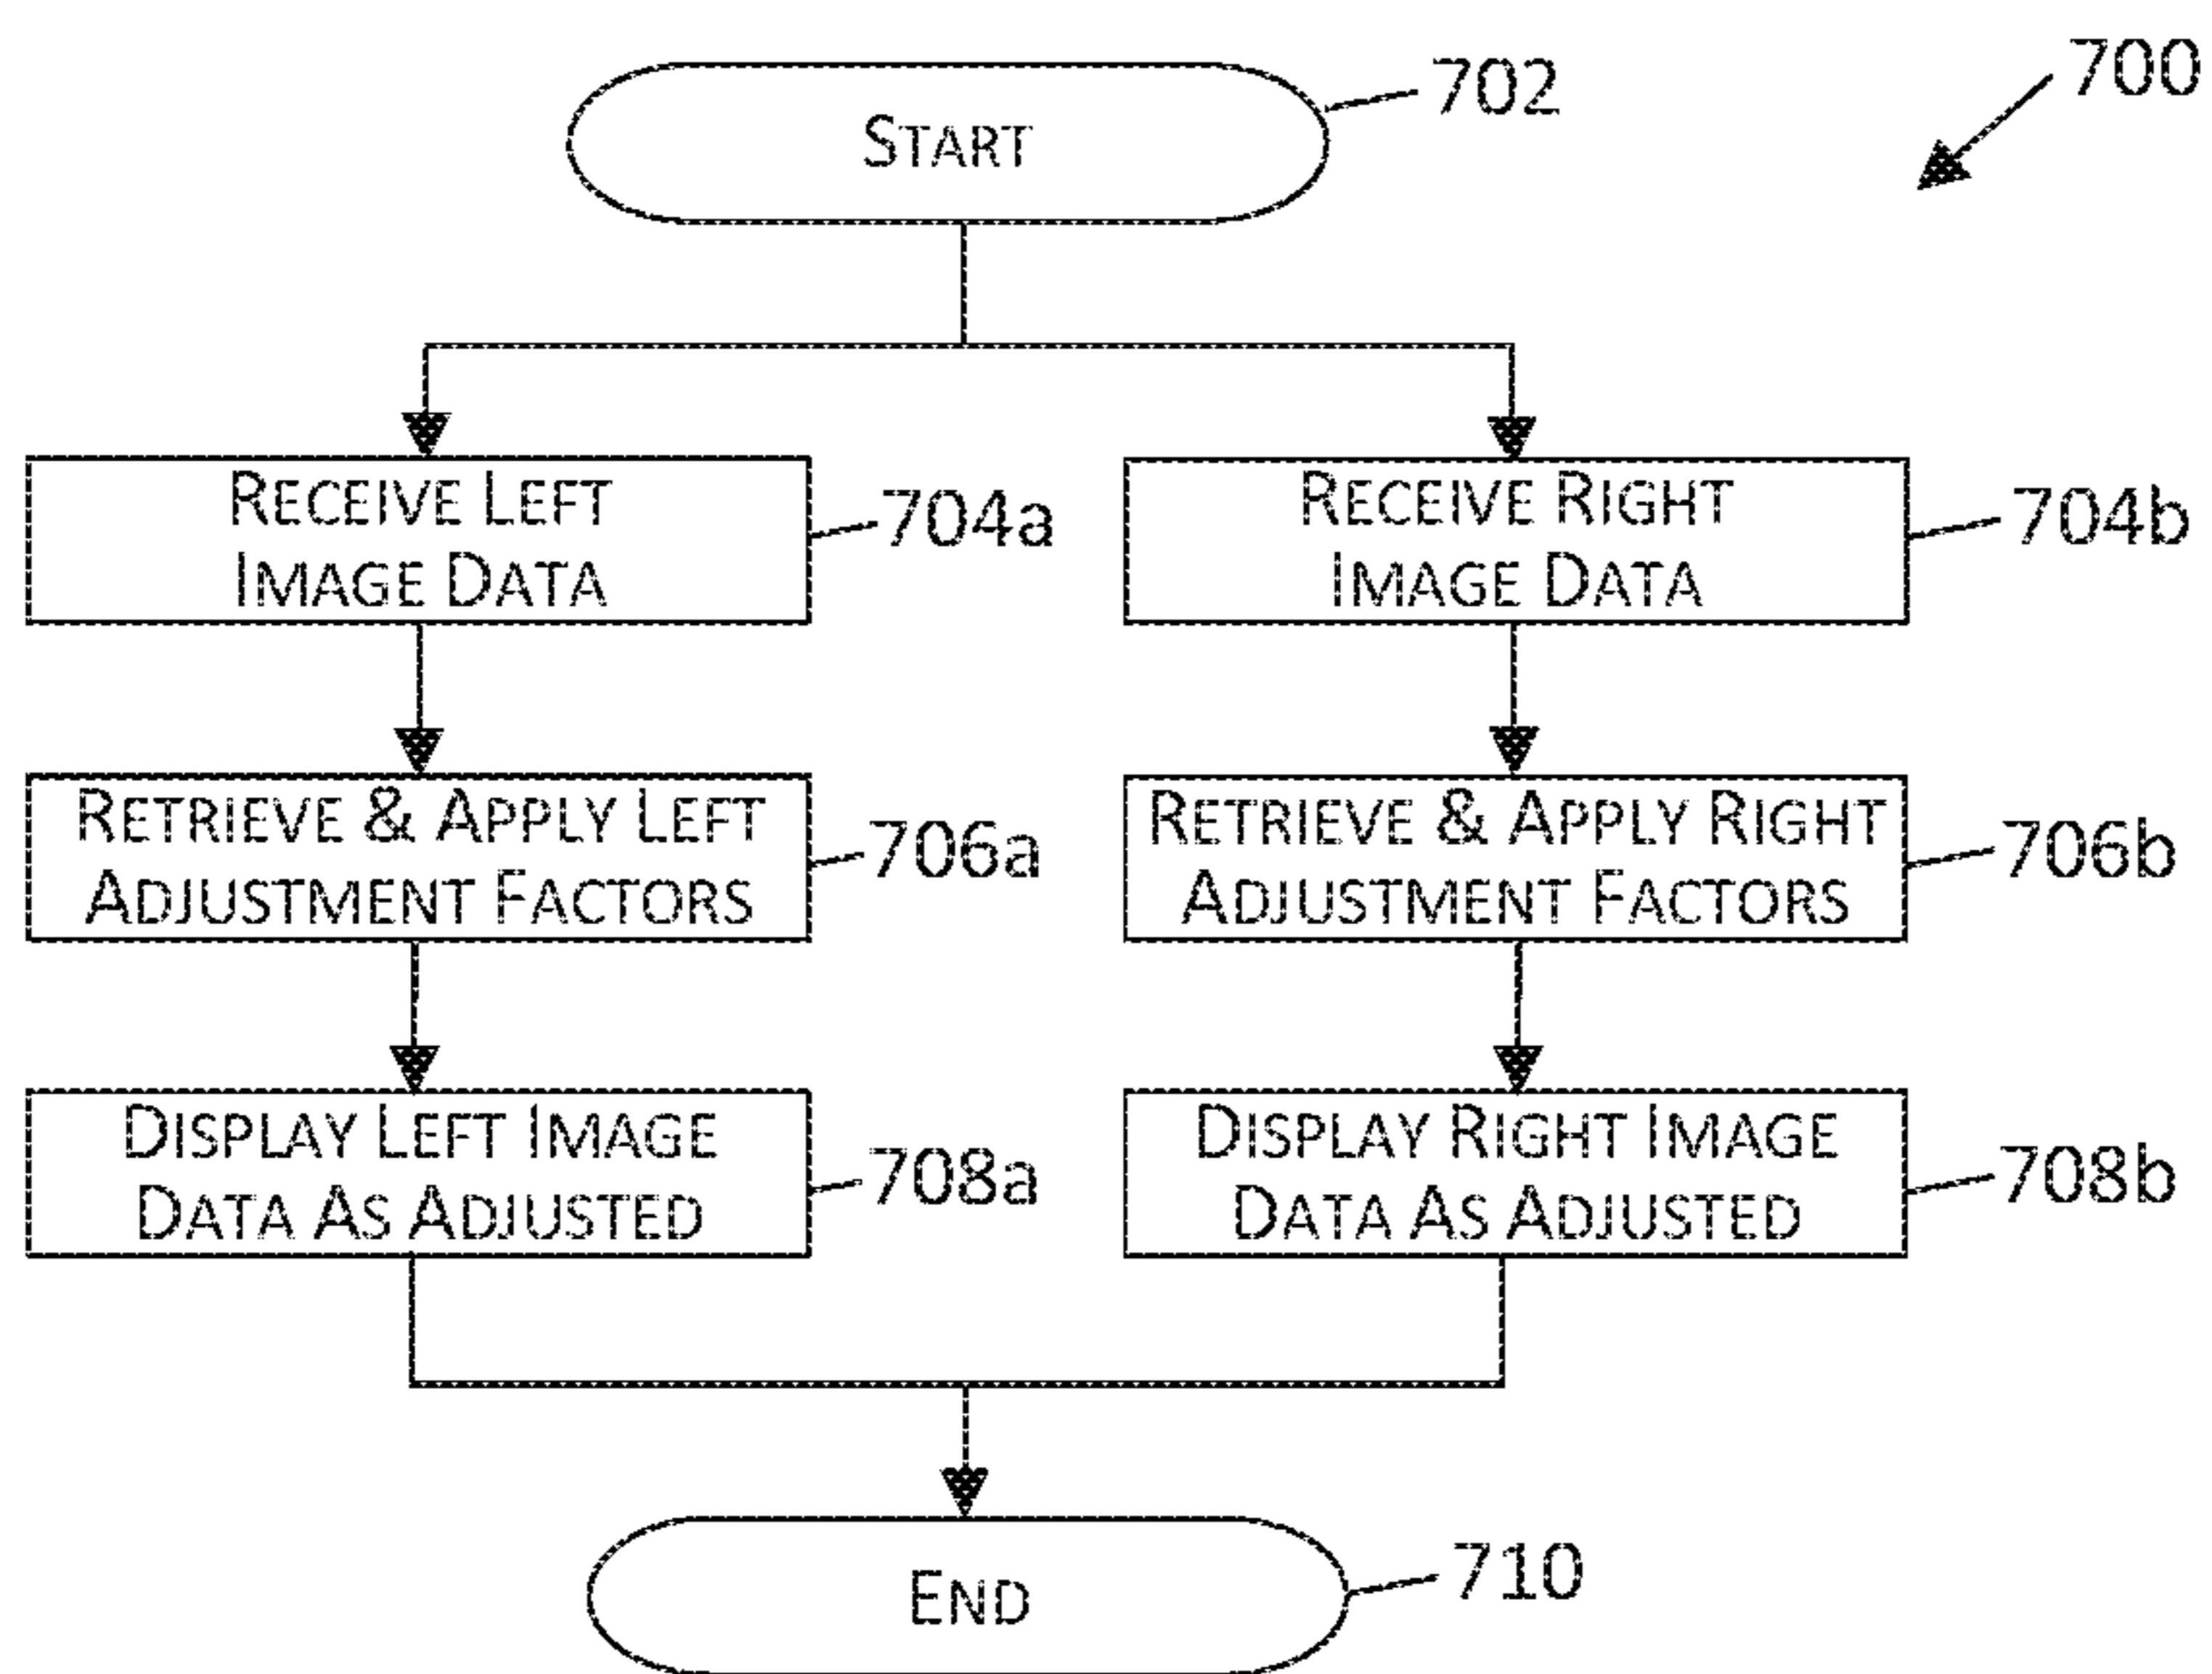 700
START
702
RECEIVE LEFT
IMAGE DATA
704a
RECEIVE RIGHT
IMAGE DATA
704b
RETRIEVE & APPLY LEFT
ADJUSTMENT FACTORS
706a
RETRIEVE & APPLY RIGHT
ADJUSTMENT FACTORS
706b
DISPLAY LEFT IMAGE
DATA AS ADJUSTED
708a
DISPLAY RIGHT IMAGE
DATA AS ADJUSTED
708b
END
710